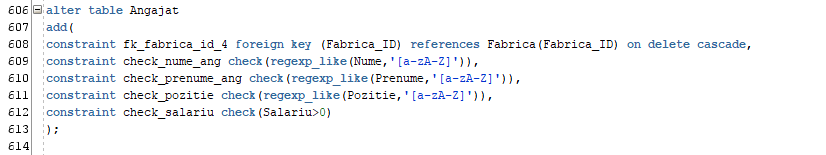 606 alter table Angajat
607 add(
608 constraint fk_fabrica_id_4 foreign key (Fabrica_ID) references Fabrica(Fabrica_ID) on delete cascade,
609 constraint check_nume_ang check(regexp_like(Nume,'[a-zA-Z]')),
610 constraint check_prenume_ang check(regexp_like(Prenume,'[a-zA-Z]')),
611 constraint check_pozitie check(regexp_like(Pozitie,'[a-zA-Z]')),
612 constraint check_salariu check(Salariu>0)
613 );
614